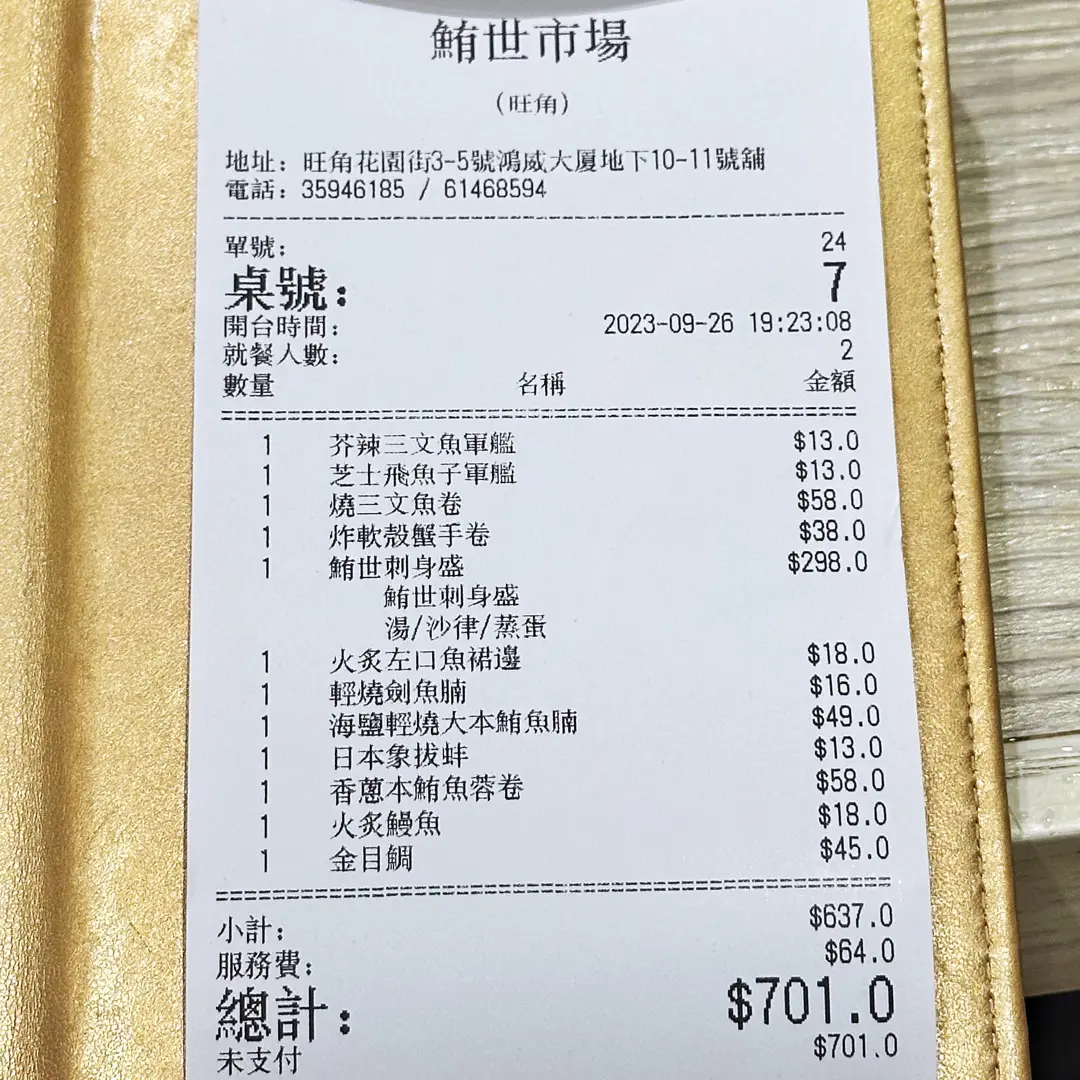 鮪世市場
(旺角)
地址: 旺角花園街3-5號鴻威大厦地下10-11號舖
電話: 35946185 / 61468594
單號: 24
桌號: 7
開台時間: 2023-09-26 19:23:08
就餐人數: 2
數量 名稱 金額
1 芥辣三文魚軍艦 $13.0
1 芝士飛魚子軍艦 $13.0
1 燒三文魚卷 $58.0
1 炸軟殼蟹手卷 $38.0
1 鮪世刺身盛 $298.0
鮪世刺身盛
湯/沙律/蒸蛋
1 火炙左口魚裙邊 $18.0
1 輕燒劍魚腩 $16.0
1 海鹽輕燒大本鮪魚腩 $49.0
1 日本象拔蚌 $13.0
1 香蔥本鮪魚蓉卷 $58.0
1 火炙鰻魚 $18.0
1 金目鯛 $45.0
小計: $637.0
服務費: $64.0
總計: $701.0
未支付 $701.0